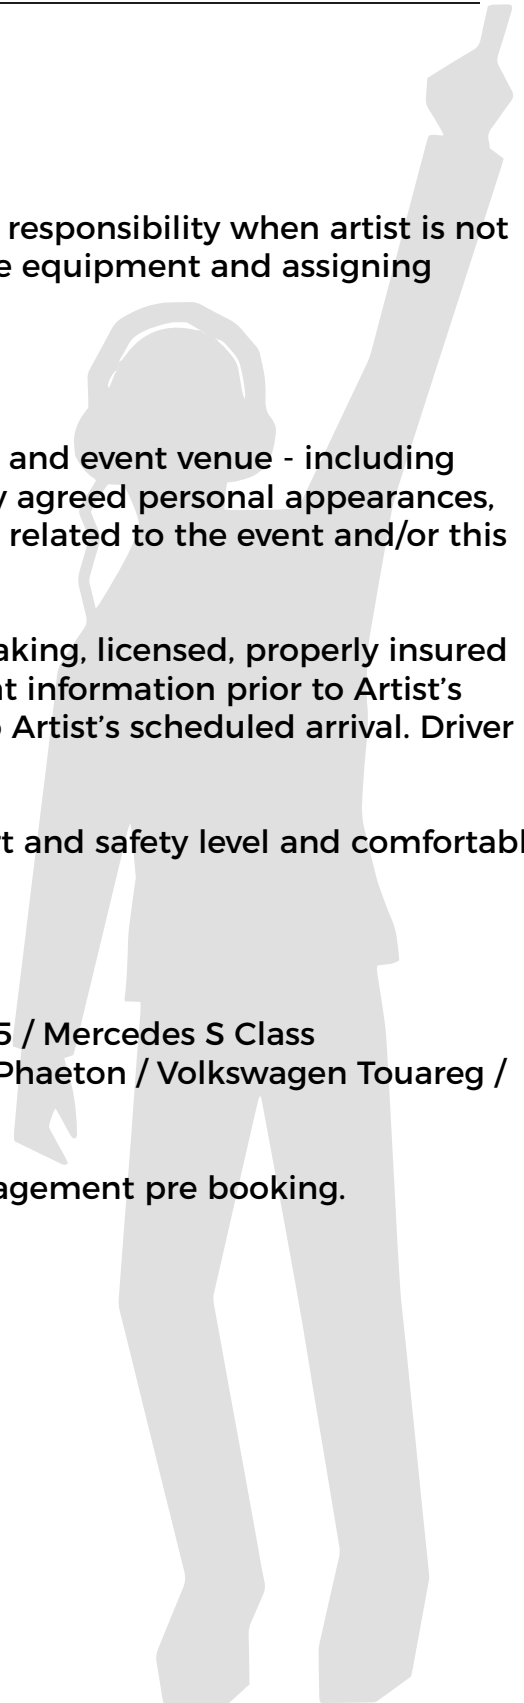 responsibility when artist is not
equipment and assigning
and event venue - including
agreed personal appearances,
related to the event and/or this
licensed, properly insured
information prior to Artist's
Artist's scheduled arrival. Driver
and safety level and comfortabl
5 / Mercedes S Class
Phaeton / Volkswagen Touareg /
agement pre booking.